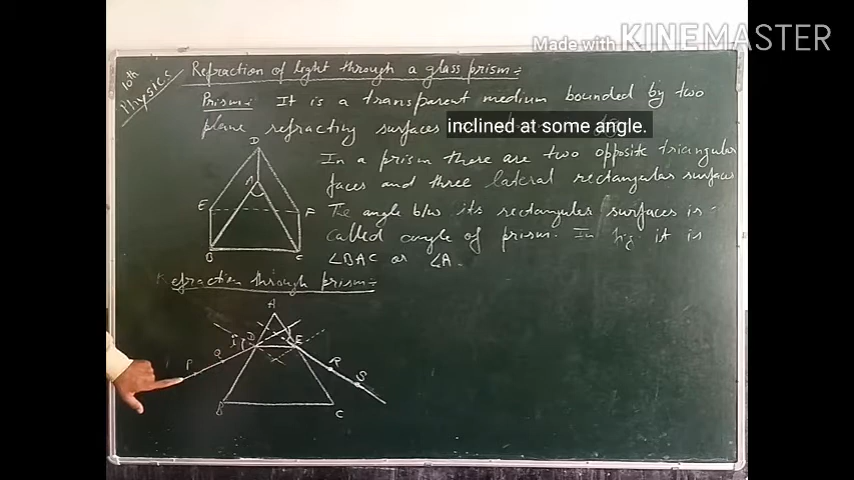 Made with KINEMASTER
10th
Physics
Refraction of light through a glass prism :-
Prism :- It is a transparent medium bounded by two
plane refracting surfaces inclined at some angle.
In a prism there are two opposite triangular
faces and three lateral rectangular surfaces
The angle b/w its rectangular surfaces is
called angle of prism. In fig. it is
∠BAC or ∠A.
D
A
E
F
B
C
Refraction through prism :-
A
D
E
P
Q
R
S
B
C